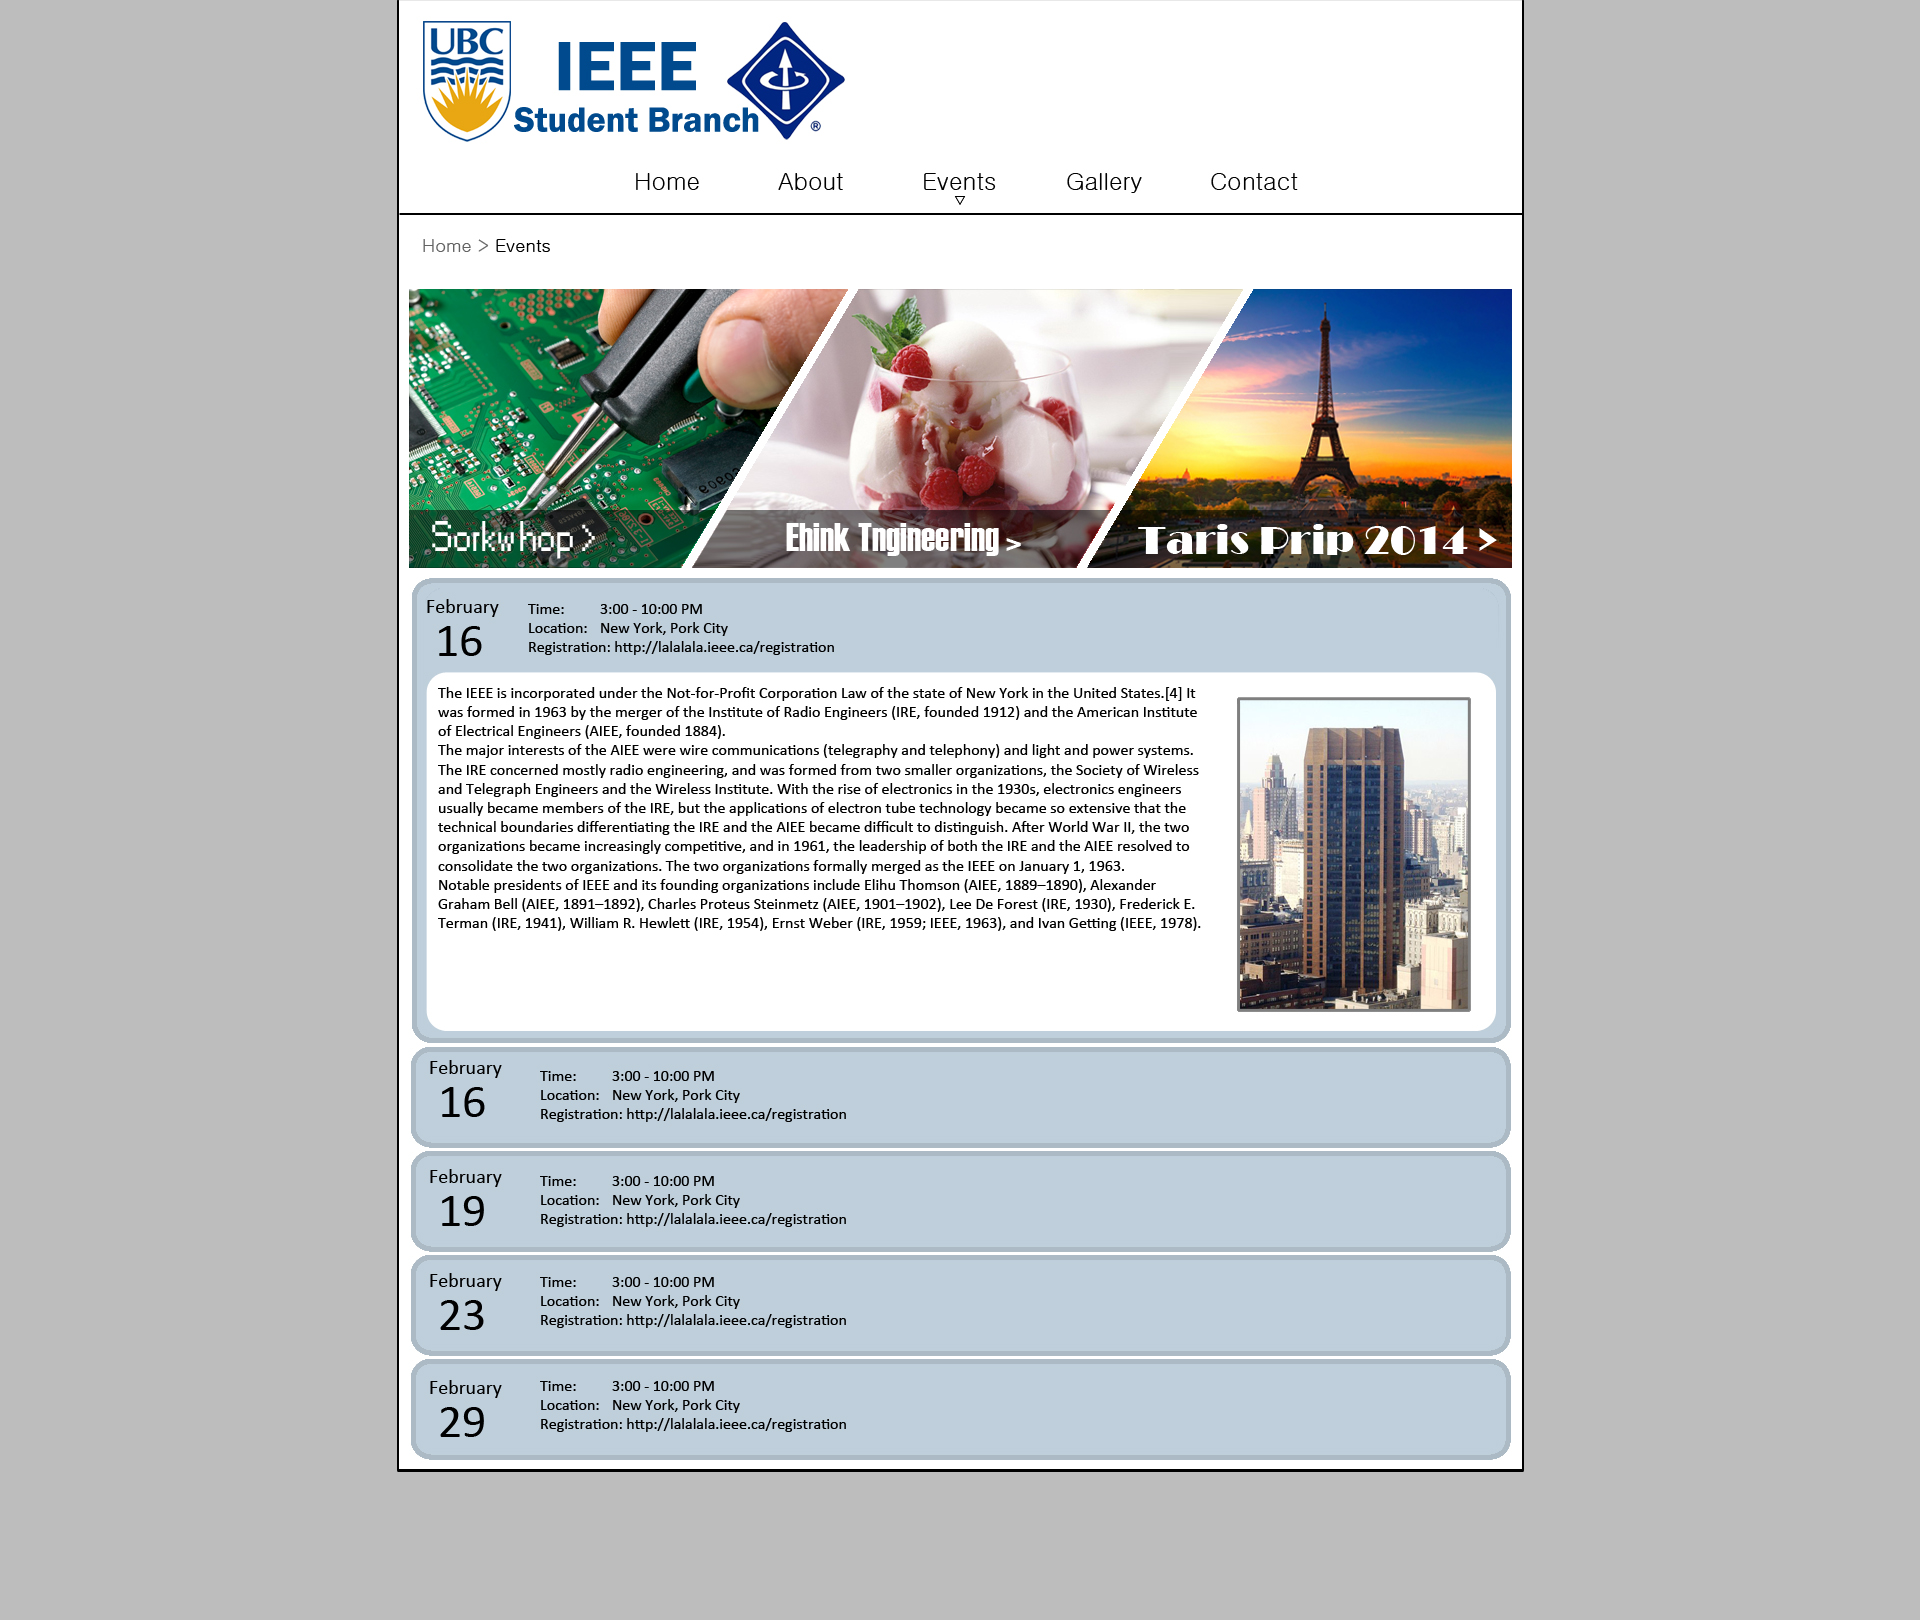 UBC
IEEE
Student Branch
®
Home About Events Gallery Contact
Home > Events
Sorkwhop >
Ehink Tngineering >
Taris Prip 2014 >
February
16
Time: 3:00 - 10:00 PM
Location: New York, Pork City
Registration: http://lalalala.ieee.ca/registration
The IEEE is incorporated under the Not-for-Profit Corporation Law of the state of New York in the United States.[4] It
was formed in 1963 by the merger of the Institute of Radio Engineers (IRE, founded 1912) and the American Institute
of Electrical Engineers (AIEE, founded 1884).
The major interests of the AIEE were wire communications (telegraphy and telephony) and light and power systems.
The IRE concerned mostly radio engineering, and was formed from two smaller organizations, the Society of Wireless
and Telegraph Engineers and the Wireless Institute. With the rise of electronics in the 1930s, electronics engineers
usually became members of the IRE, but the applications of electron tube technology became so extensive that the
technical boundaries differentiating the IRE and the AIEE became difficult to distinguish. After World War II, the two
organizations became increasingly competitive, and in 1961, the leadership of both the IRE and the AIEE resolved to
consolidate the two organizations. The two organizations formally merged as the IEEE on January 1, 1963.
Notable presidents of IEEE and its founding organizations include Elihu Thomson (AIEE, 1889–1890), Alexander
Graham Bell (AIEE, 1891–1892), Charles Proteus Steinmetz (AIEE, 1901–1902), Lee De Forest (IRE, 1930), Frederick E.
Terman (IRE, 1941), William R. Hewlett (IRE, 1954), Ernst Weber (IRE, 1959; IEEE, 1963), and Ivan Getting (IEEE, 1978).
February
16
Time: 3:00 - 10:00 PM
Location: New York, Pork City
Registration: http://lalalala.ieee.ca/registration
February
19
Time: 3:00 - 10:00 PM
Location: New York, Pork City
Registration: http://lalalala.ieee.ca/registration
February
23
Time: 3:00 - 10:00 PM
Location: New York, Pork City
Registration: http://lalalala.ieee.ca/registration
February
29
Time: 3:00 - 10:00 PM
Location: New York, Pork City
Registration: http://lalalala.ieee.ca/registration